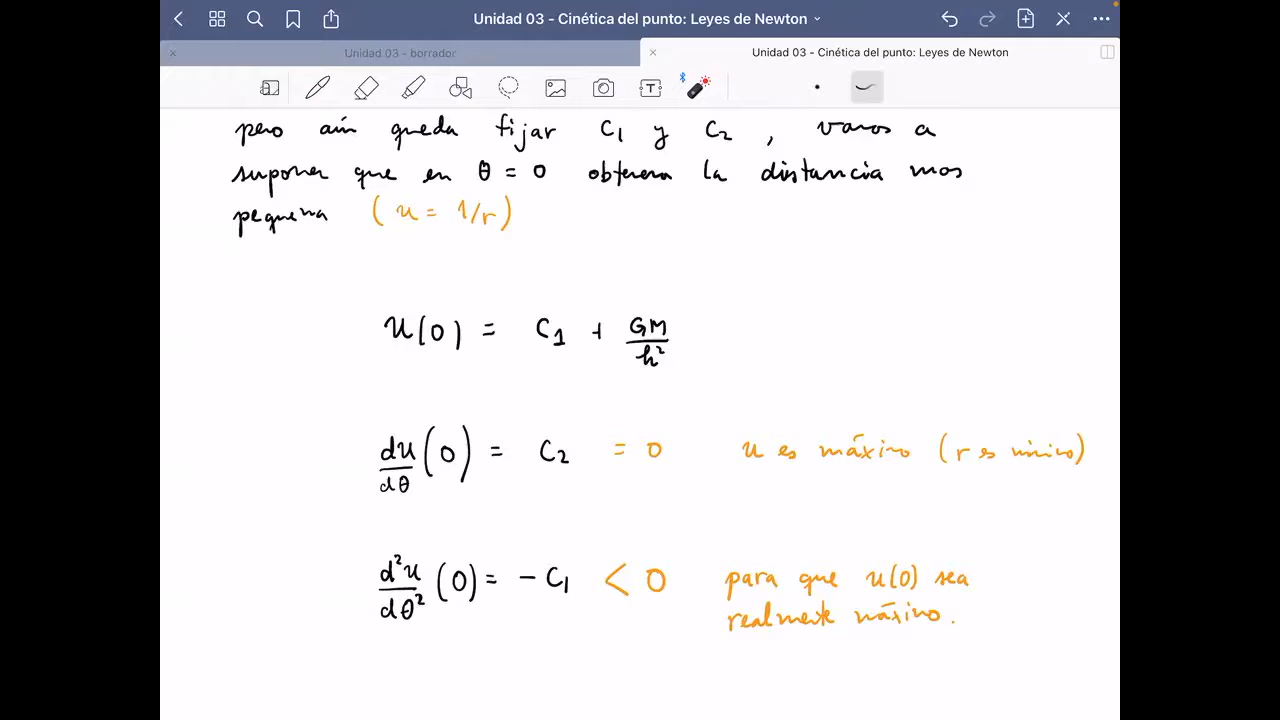 Unidad 03 - Cinética del punto: Leyes de Newton
Unidad 03 - borrador
Unidad 03 - Cinética del punto: Leyes de Newton
pero aún queda fijar C1 y C2 , vamos a
suponer que en θ = 0 obtenera la distancia mas
pequeña (u = 1/r)
u(0) = C1 + GM/h²
du/dθ (0) = C2 = 0 u es máximo (r es mínimo)
d²u/dθ² (0) = - C1 < 0 para que u(0) sea
realmente máximo.